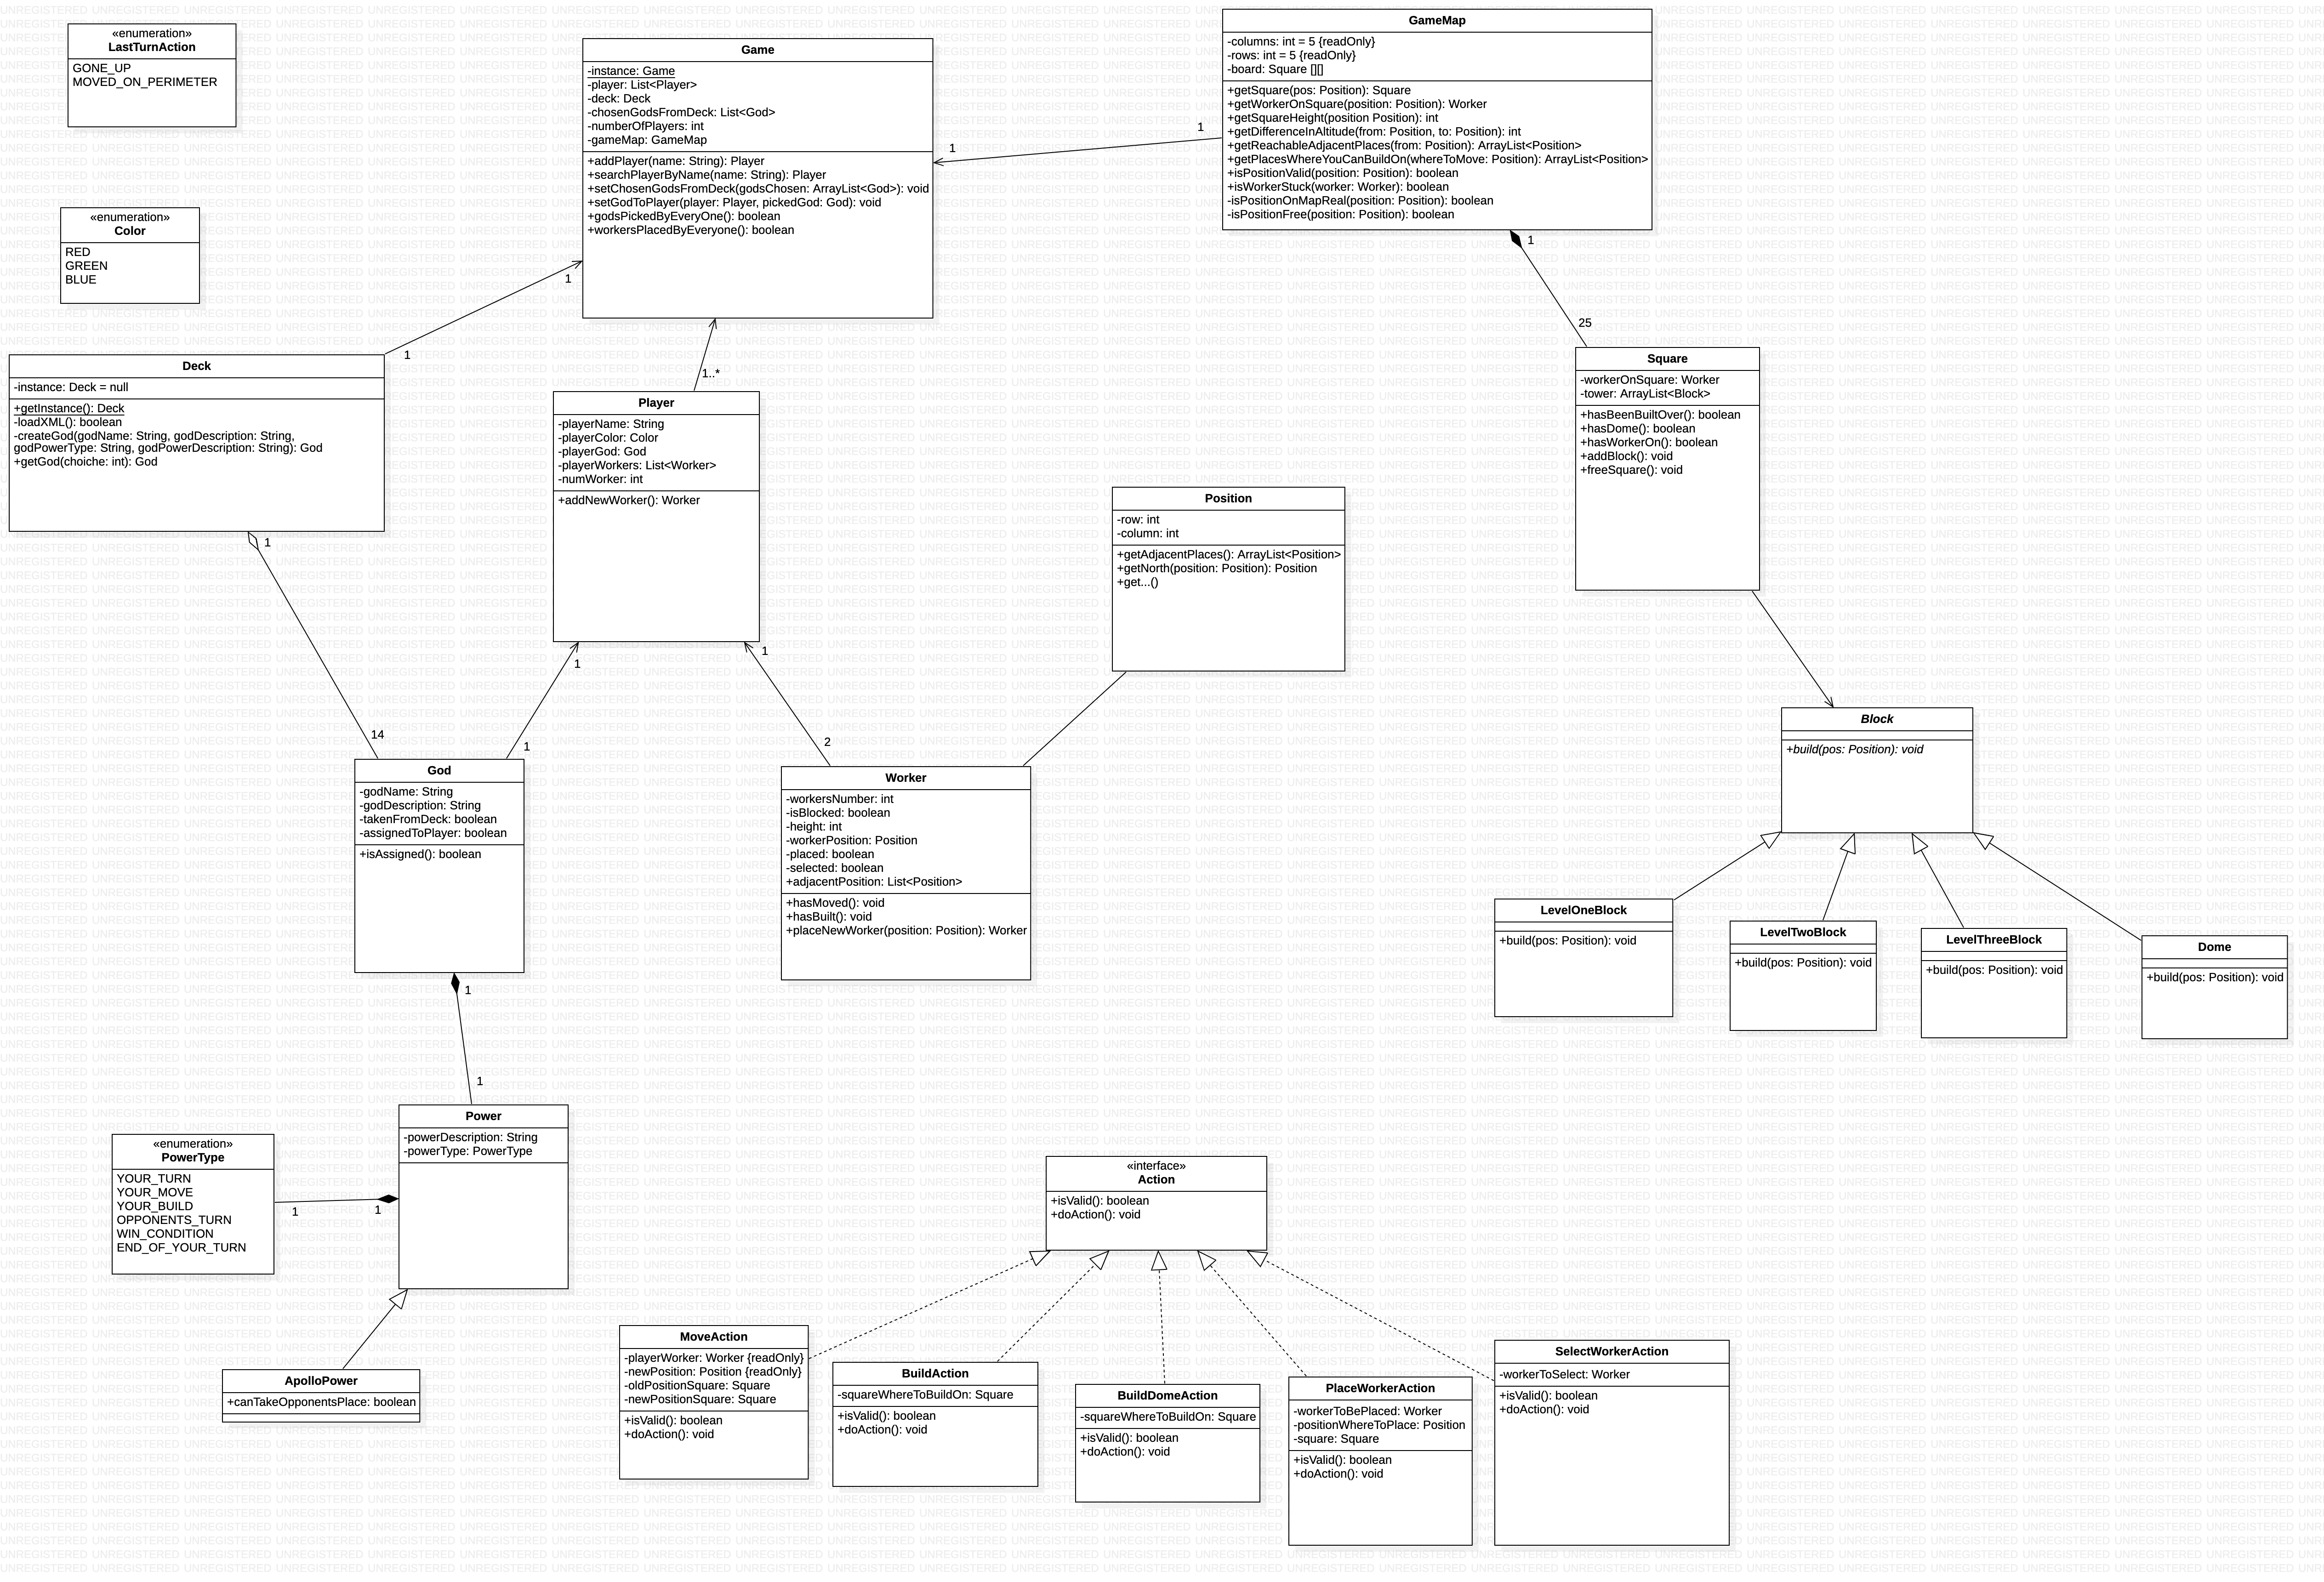 «enumeration»
LastTurnAction
GONE_UP
MOVED_ON_PERIMETER
«enumeration»
Color
RED
GREEN
BLUE
Game
-instance: Game
-player: List<Player>
-deck: Deck
-chosenGodsFromDeck: List<God>
-numberOfPlayers: int
-gameMap: GameMap
+addPlayer(name: String): Player
+searchPlayerByName(name: String): Player
+setChosenGodsFromDeck(godsChosen: ArrayList<God>): void
+setGodToPlayer(player: Player, pickedGod: God): void
+godsPickedByEveryOne(): boolean
+workersPlacedByEveryone(): boolean
1
1
GameMap
-columns: int = 5 {readOnly}
-rows: int = 5 {readOnly}
-board: Square [][]
+getSquare(pos: Position): Square
+getWorkerOnSquare(position: Position): Worker
+getSquareHeight(position Position): int
+getDifferenceInAltitude(from: Position, to: Position): int
+getReachableAdjacentPlaces(from: Position): ArrayList<Position>
+getPlacesWhereYouCanBuildOn(whereToMove: Position): ArrayList<Position>
+isPositionValid(position: Position): boolean
+isWorkerStuck(worker: Worker): boolean
-isPositionOnMapReal(position: Position): boolean
-isPositionFree(position: Position): boolean
1
25
1
1
1..*
Deck
-instance: Deck = null
+getInstance(): Deck
-loadXML(): boolean
-createGod(godName: String, godDescription: String,
godPowerType: String, godPowerDescription: String): God
+getGod(choiche: int): God
1
14
Player
-playerName: String
-playerColor: Color
-playerGod: God
-playerWorkers: List<Worker>
-numWorker: int
+addNewWorker(): Worker
1
1
1
2
Position
-row: int
-column: int
+getAdjacentPlaces(): ArrayList<Position>
+getNorth(position: Position): Position
+get...()
Square
-workerOnSquare: Worker
-tower: ArrayList<Block>
+hasBeenBuiltOver(): boolean
+hasDome(): boolean
+hasWorkerOn(): boolean
+addBlock(): void
+freeSquare(): void
Block
+build(pos: Position): void
God
-godName: String
-godDescription: String
-takenFromDeck: boolean
-assignedToPlayer: boolean
+isAssigned(): boolean
1
1
Worker
-workersNumber: int
-isBlocked: boolean
-height: int
-workerPosition: Position
-placed: boolean
-selected: boolean
+adjacentPosition: List<Position>
+hasMoved(): void
+hasBuilt(): void
+placeNewWorker(position: Position): Worker
LevelOneBlock
+build(pos: Position): void
LevelTwoBlock
+build(pos: Position): void
LevelThreeBlock
+build(pos: Position): void
Dome
+build(pos: Position): void
Power
-powerDescription: String
-powerType: PowerType
«enumeration»
PowerType
YOUR_TURN
YOUR_MOVE
YOUR_BUILD
OPPONENTS_TURN
WIN_CONDITION
END_OF_YOUR_TURN
1
1
ApolloPower
+canTakeOpponentsPlace: boolean
«interface»
Action
+isValid(): boolean
+doAction(): void
MoveAction
-playerWorker: Worker {readOnly}
-newPosition: Position {readOnly}
-oldPositionSquare: Square
-newPositionSquare: Square
+isValid(): boolean
+doAction(): void
BuildAction
-squareWhereToBuildOn: Square
+isValid(): boolean
+doAction(): void
BuildDomeAction
-squareWhereToBuildOn: Square
+isValid(): boolean
+doAction(): void
PlaceWorkerAction
-workerToBePlaced: Worker
-positionWhereToPlace: Position
-square: Square
+isValid(): boolean
+doAction(): void
SelectWorkerAction
-workerToSelect: Worker
+isValid(): boolean
+doAction(): void